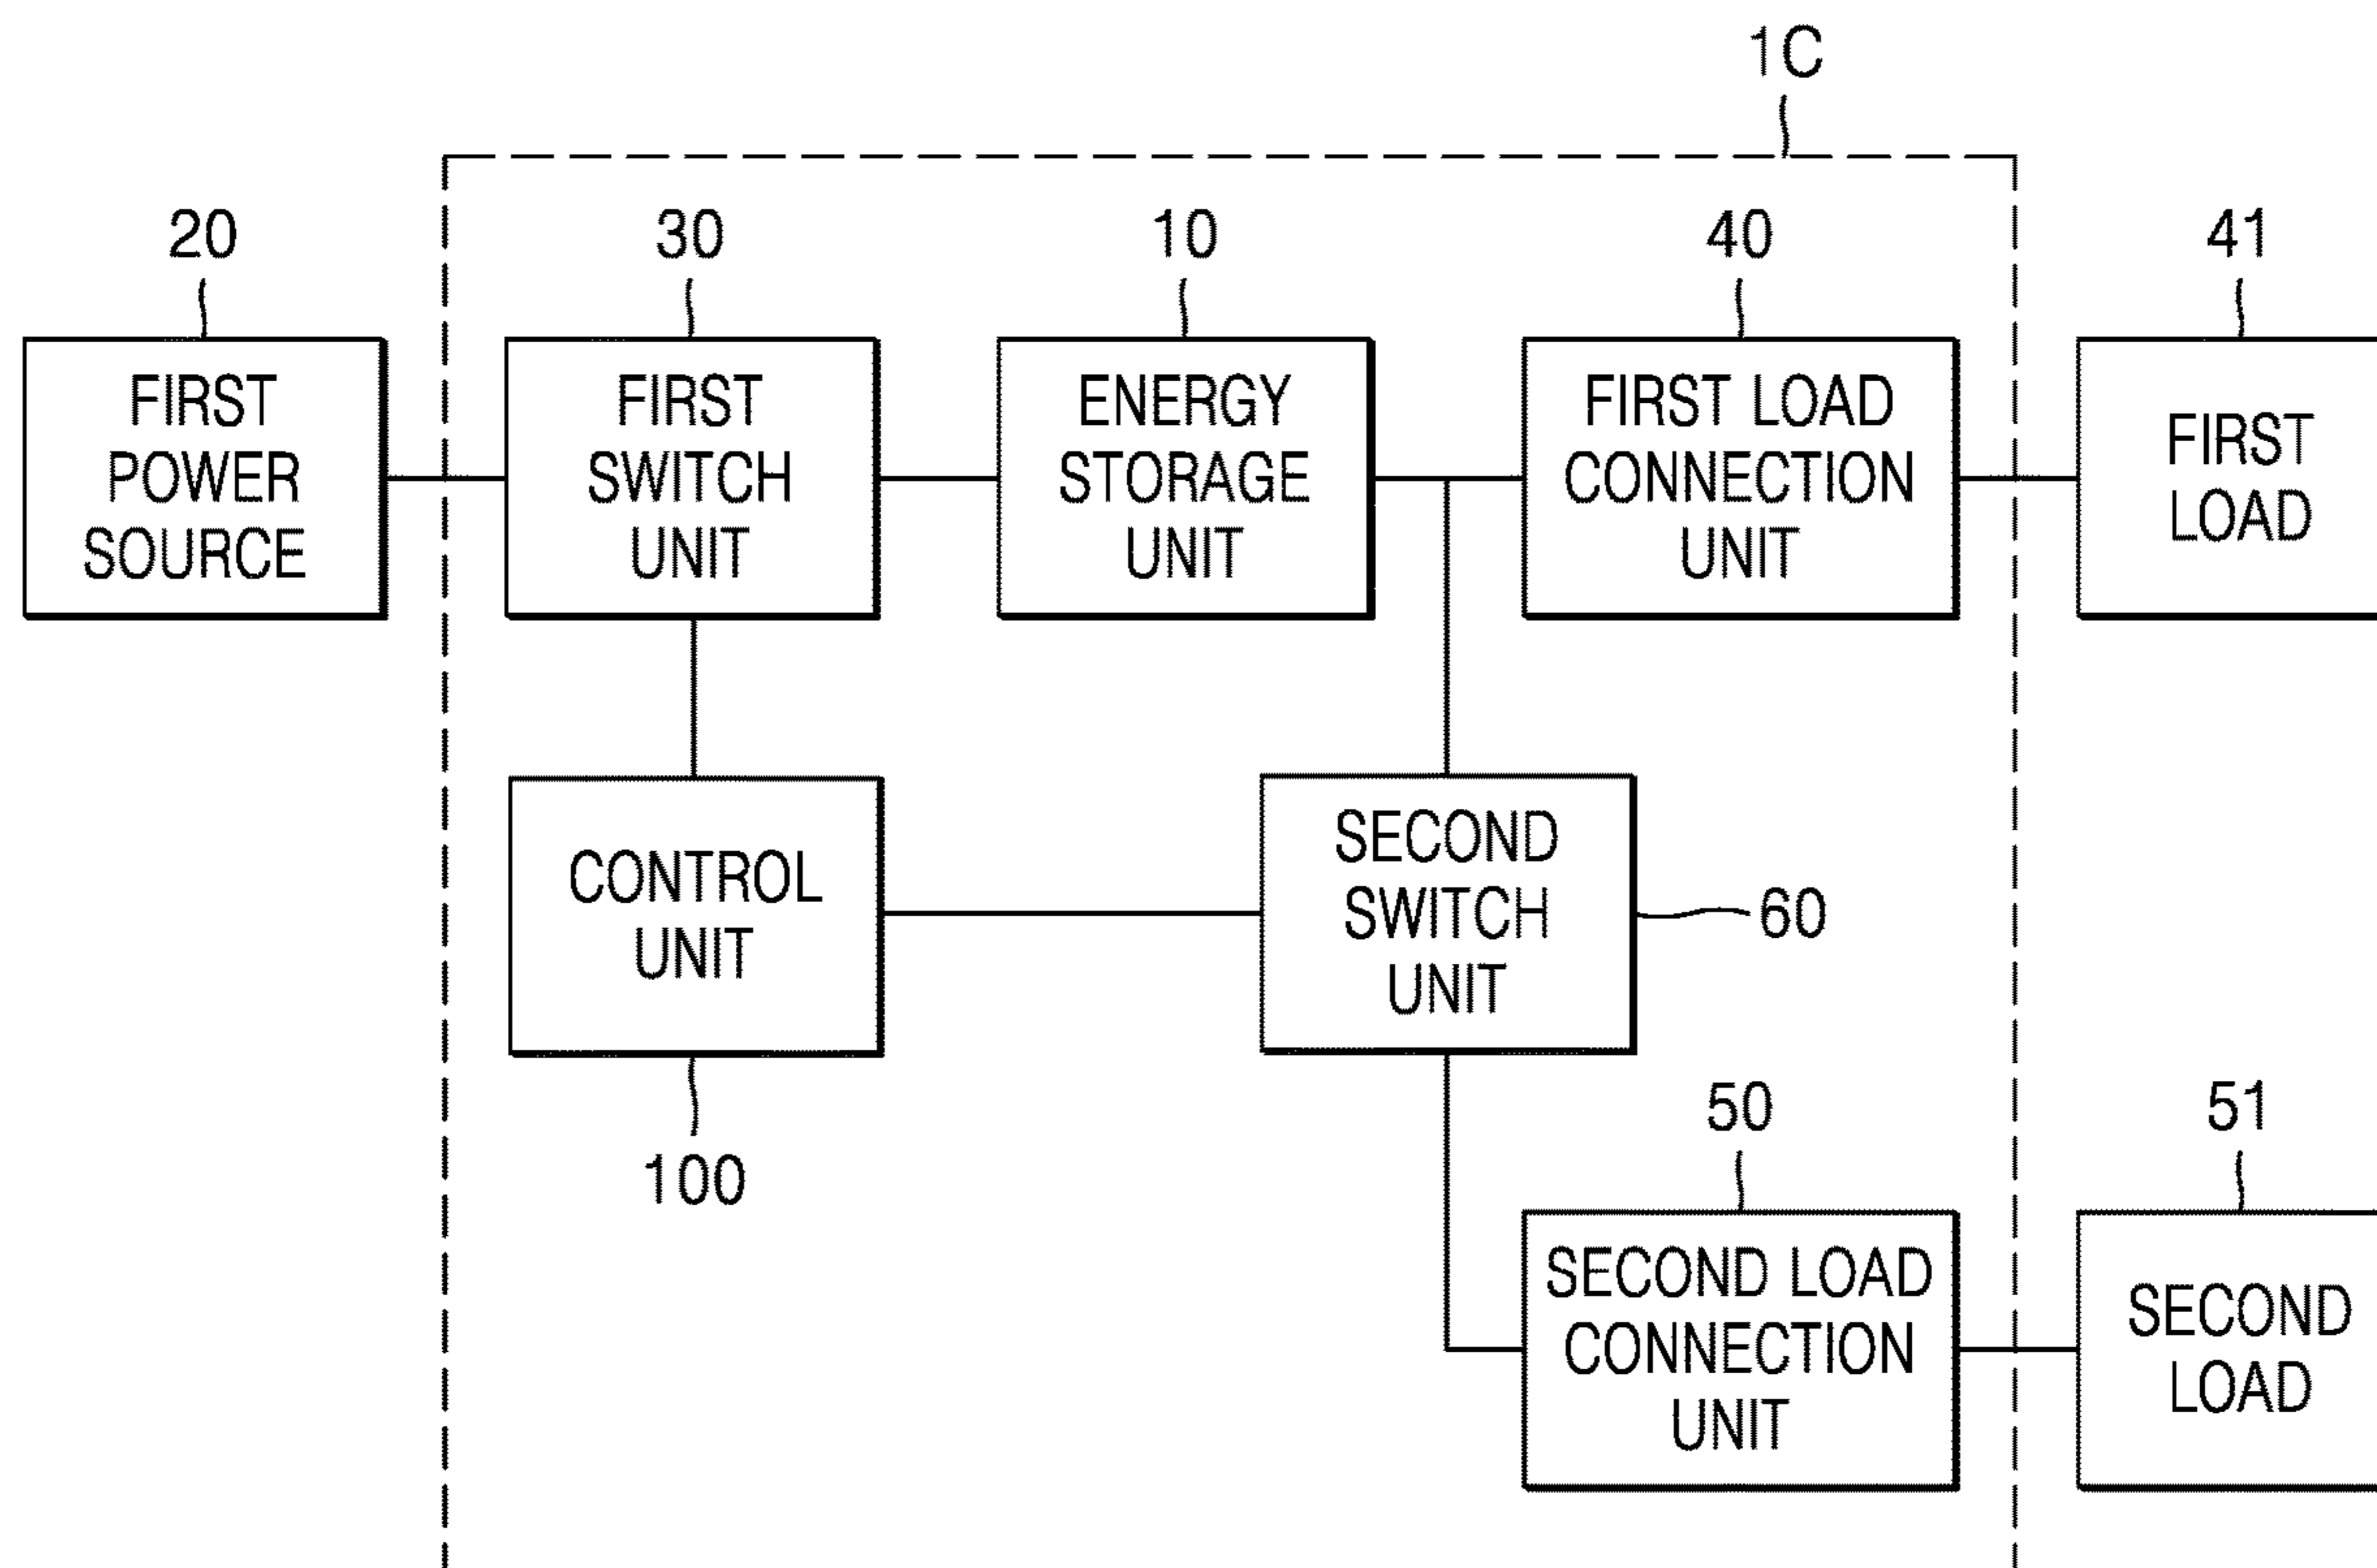 1C
20
30
10
40
41
FIRST
POWER
SOURCE
FIRST
SWITCH
UNIT
ENERGY
STORAGE
UNIT
FIRST LOAD
CONNECTION
UNIT
FIRST
LOAD
CONTROL
UNIT
100
SECOND
SWITCH
UNIT
60
50
51
SECOND LOAD
CONNECTION
UNIT
SECOND
LOAD